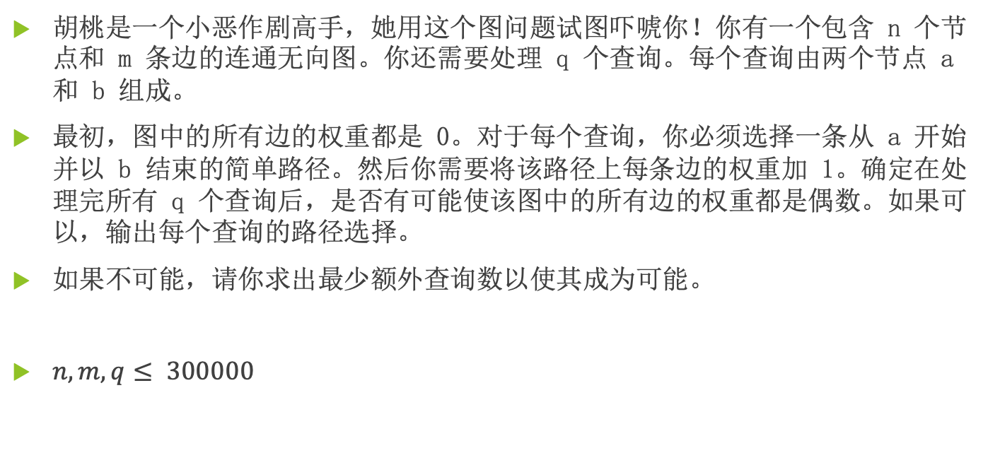 胡桃是一个小恶作剧高手，她用这个图问题试图吓唬你！你有一个包含 n 个节
点和 m 条边的连通无向图。你还需要处理 q 个查询。每个查询由两个节点 a
和 b 组成。
最初，图中的所有边的权重都是 0。对于每个查询，你必须选择一条从 a 开始
并以 b 结束的简单路径。然后你需要将该路径上每条边的权重加 1。确定在处
理完所有 q 个查询后，是否有可能使该图中的所有边的权重都是偶数。如果可
以，输出每个查询的路径选择。
如果不可能，请你求出最少额外查询数以使其成为可能。
n, m, q ≤ 300000